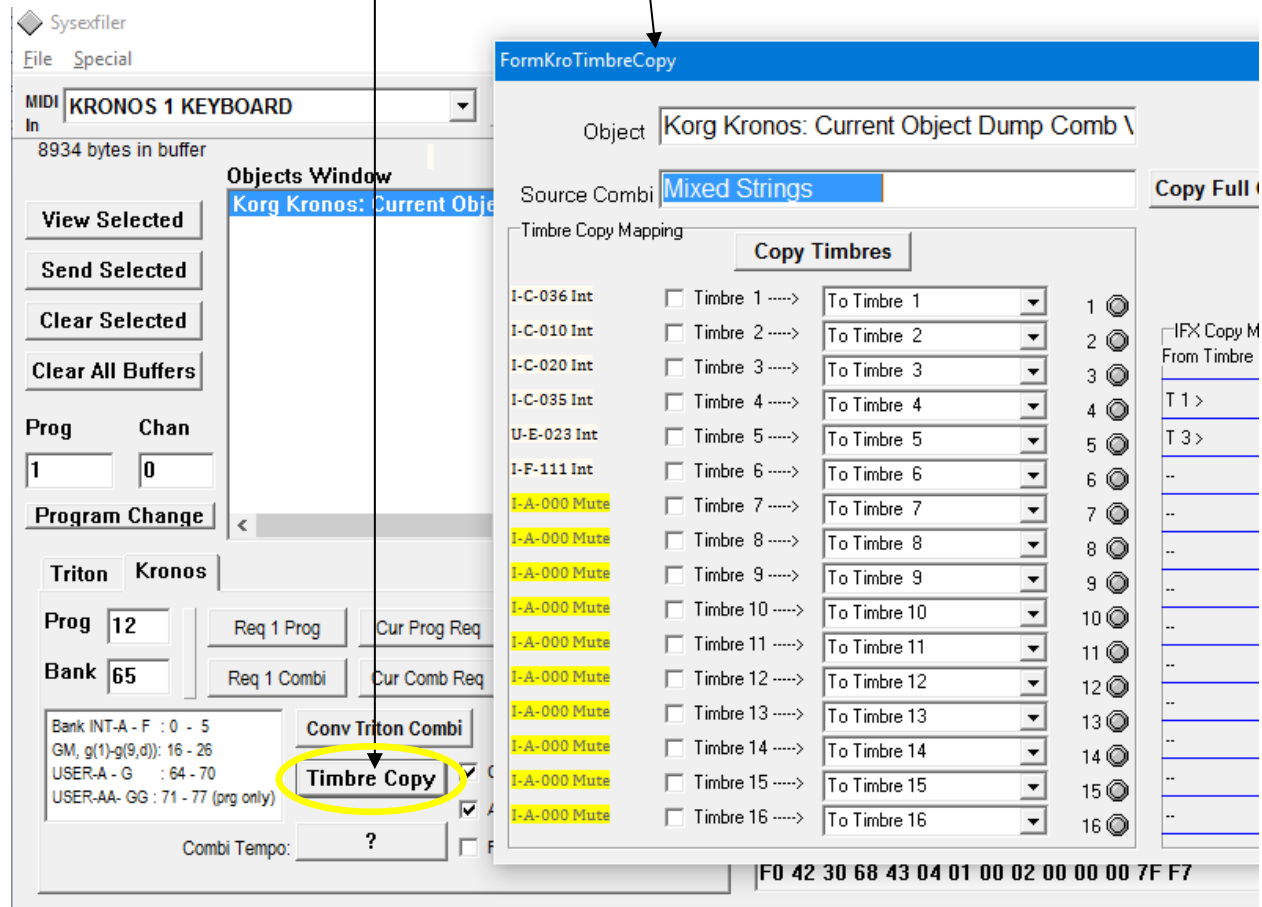 Sysexfiler
File Special
MIDI In KRONOS 1 KEYBOARD
8934 bytes in buffer
Objects Window
Korg Kronos: Current Obje
View Selected
Send Selected
Clear Selected
Clear All Buffers
Prog Chan
1 0
Program Change
<
Triton Kronos
Prog 12 Req 1 Prog Cur Prog Req
Bank 65 Req 1 Combi Cur Comb Req
Bank INT-A - F : 0 - 5
GM, g(1)-g(9,d)): 16 - 26
USER-A - G : 64 - 70
USER-AA- GG : 71 - 77 (prg only)
Conv Triton Combi
Timbre Copy
Combi Tempo: ?
FormKroTimbreCopy
Object Korg Kronos: Current Object Dump Comb
Source Combi Mixed Strings Copy Full
Timbre Copy Mapping
Copy Timbres
I-C-036 Int Timbre 1 ----> To Timbre 1 1
I-C-010 Int Timbre 2 ----> To Timbre 2 2
I-C-020 Int Timbre 3 ----> To Timbre 3 3
I-C-035 Int Timbre 4 ----> To Timbre 4 4
U-E-023 Int Timbre 5 ----> To Timbre 5 5
I-F-111 Int Timbre 6 ----> To Timbre 6 6
I-A-000 Mute Timbre 7 ----> To Timbre 7 7
I-A-000 Mute Timbre 8 ----> To Timbre 8 8
I-A-000 Mute Timbre 9 ----> To Timbre 9 9
I-A-000 Mute Timbre 10 ----> To Timbre 10 10
I-A-000 Mute Timbre 11 ----> To Timbre 11 11
I-A-000 Mute Timbre 12 ----> To Timbre 12 12
I-A-000 Mute Timbre 13 ----> To Timbre 13 13
I-A-000 Mute Timbre 14 ----> To Timbre 14 14
I-A-000 Mute Timbre 15 ----> To Timbre 15 15
I-A-000 Mute Timbre 16 ----> To Timbre 16 16
IFX Copy M
From Timbre
T 1 >
T 3 >
--
--
--
--
--
--
--
--
--
--
F0 42 30 68 43 04 01 00 02 00 00 00 7F F7